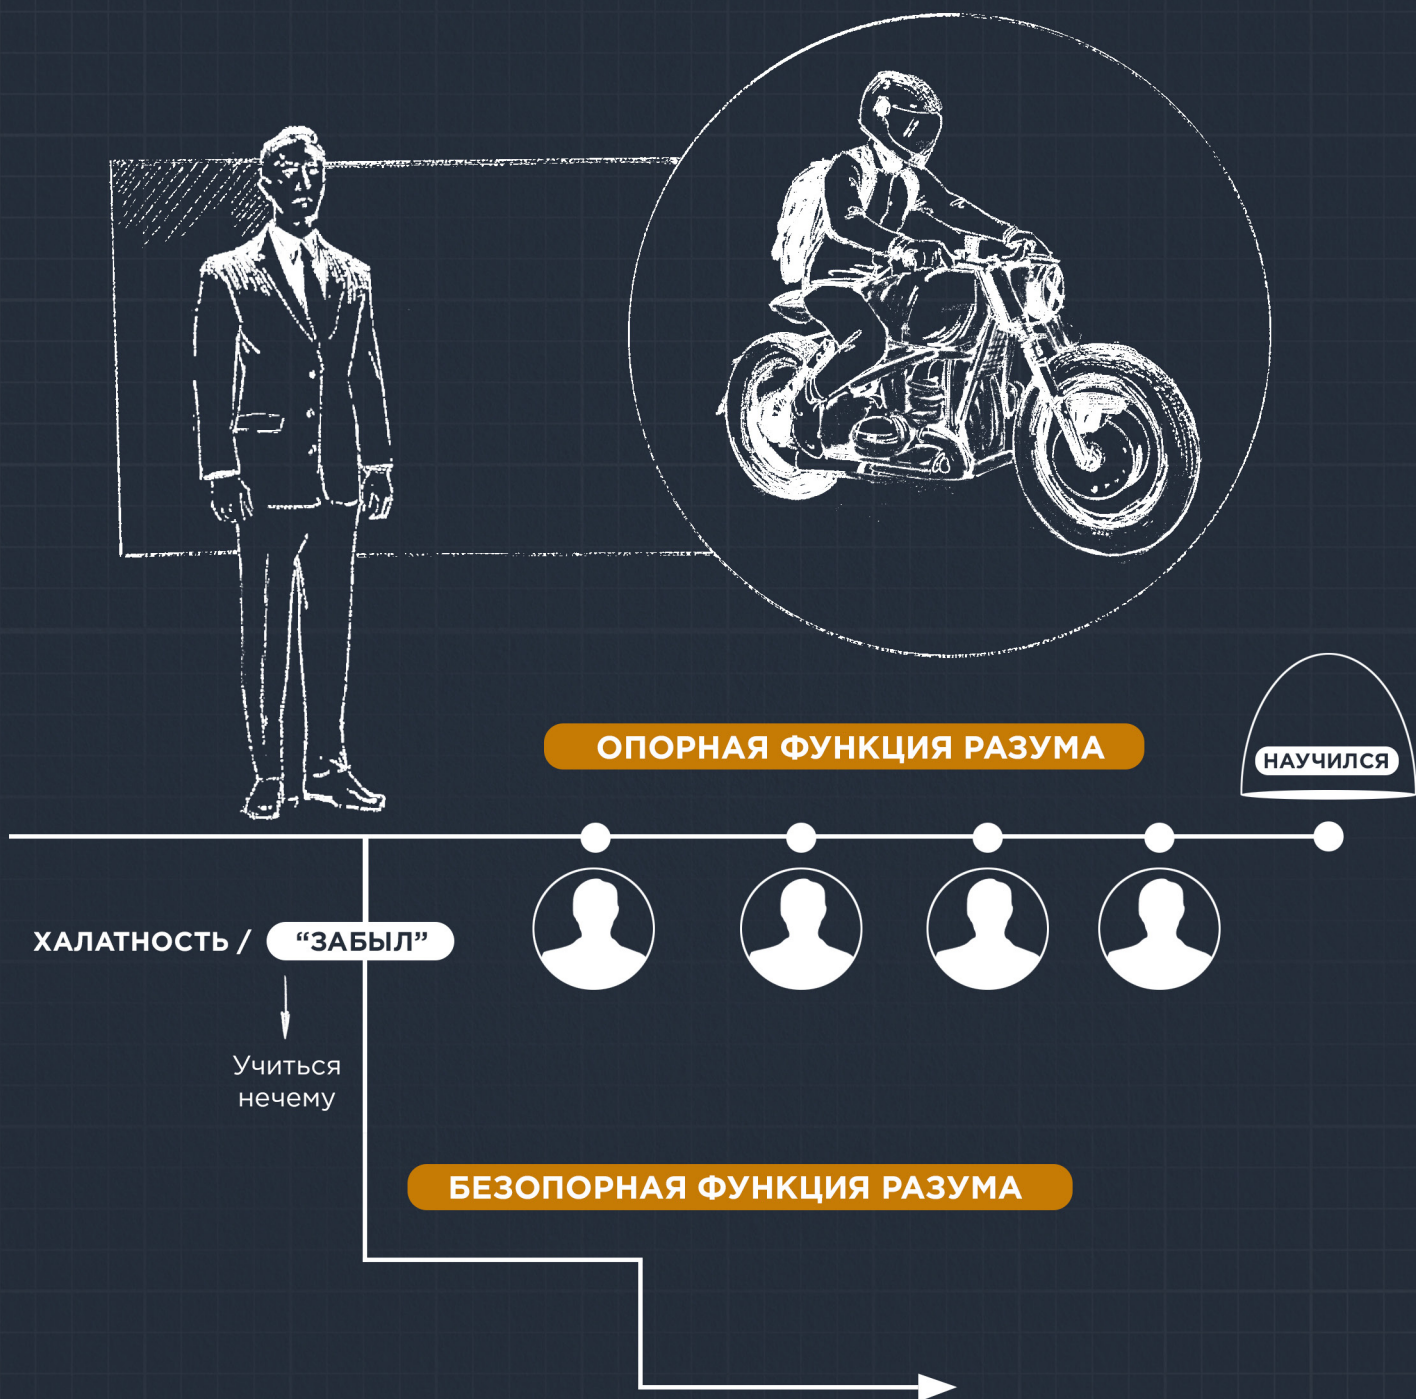 ОПОРНАЯ ФУНКЦИЯ РАЗУМА
НАУЧИЛСЯ
ХАЛАТНОСТЬ / “ЗАБЫЛ”
Учиться
нечему
БЕЗОПОРНАЯ ФУНКЦИЯ РАЗУМА